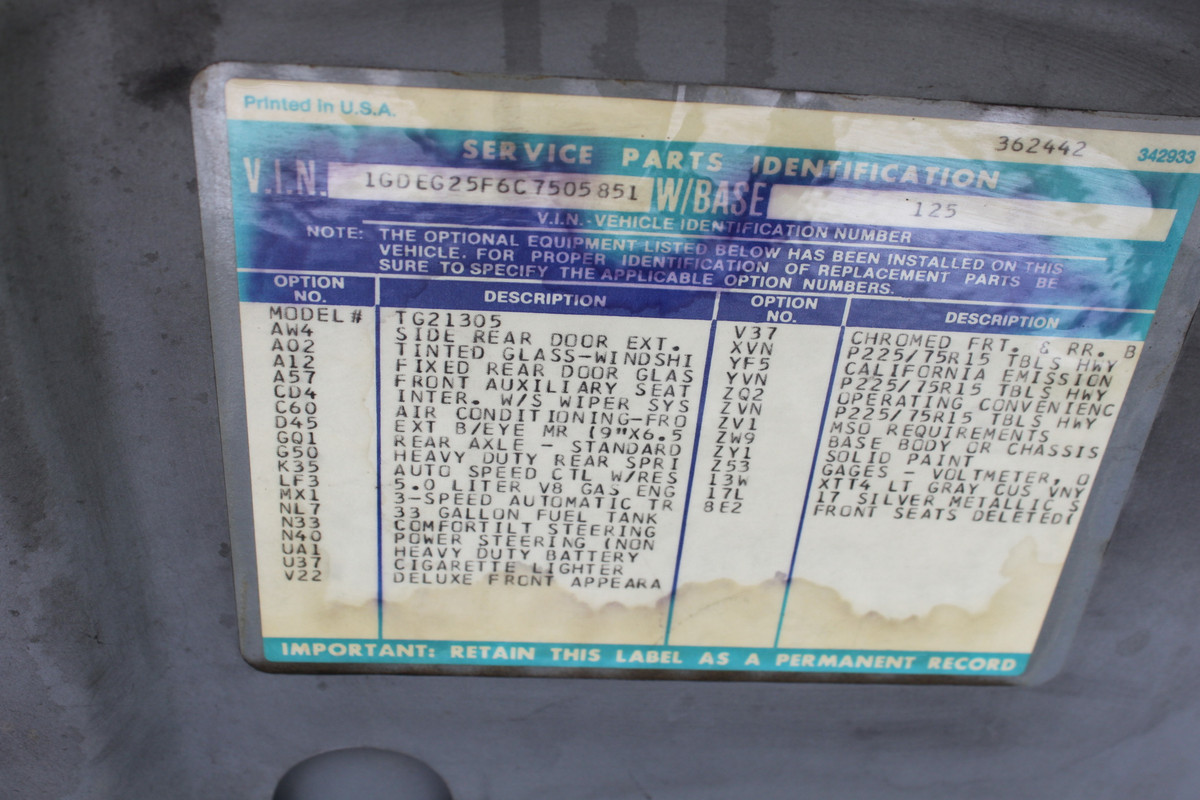 Printed in U.S.A.
362442
342933
SERVICE PARTS IDENTIFICATION
V.I.N. 1GDEG25F6C7505851 W/BASE 125
V.I.N.-VEHICLE IDENTIFICATION NUMBER
NOTE: THE OPTIONAL EQUIPMENT LISTED BELOW HAS BEEN INSTALLED ON THIS
VEHICLE. FOR PROPER IDENTIFICATION OF REPLACEMENT PARTS BE
SURE TO SPECIFY THE APPLICABLE OPTION NUMBERS.
OPTION NO. DESCRIPTION
MODEL# TG21305
AW4 SIDE REAR DOOR EXT.
A02 TINTED GLASS-WINDSHI
A12 FIXED REAR DOOR GLAS
A57 FRONT AUXILIARY SEAT
CD4 INTER. W/S WIPER SYS
C60 AIR CONDITIONING-FRO
D45 EXT B/EYE MR (9"X6.5
GQ1 REAR AXLE - STANDARD
G50 HEAVY DUTY REAR SPRI
K35 AUTO SPEED CTL W/RES
LF3 5.0 LITER V8 GAS ENG
MX1 3-SPEED AUTOMATIC TR
NL7 33 GALLON FUEL TANK
N33 COMFORTILT STEERING
N40 POWER STEERING (NON
UA1 HEAVY DUTY BATTERY
U37 CIGARETTE LIGHTER
V22 DELUXE FRONT APPEARA
OPTION NO. DESCRIPTION
V37 CHROMED FRT. & RR. B
XVN P225/75R15 TBLS HWY
YF5 CALIFORNIA EMISSION
YVN P225/75R15 TBLS HWY
ZQ2 OPERATING CONVENIENC
ZVN P225/75R15 TBLS HWY
ZV1 MSO REQUIREMENTS
ZW9 BASE BODY OR CHASSIS
ZY1 SOLID PAINT
Z53 GAGES - VOLTMETER, O
13W XTT4 LT GRAY CUS VNY
17L 17 SILVER METALLIC S
8E2 FRONT SEATS DELETED(
IMPORTANT: RETAIN THIS LABEL AS A PERMANENT RECORD